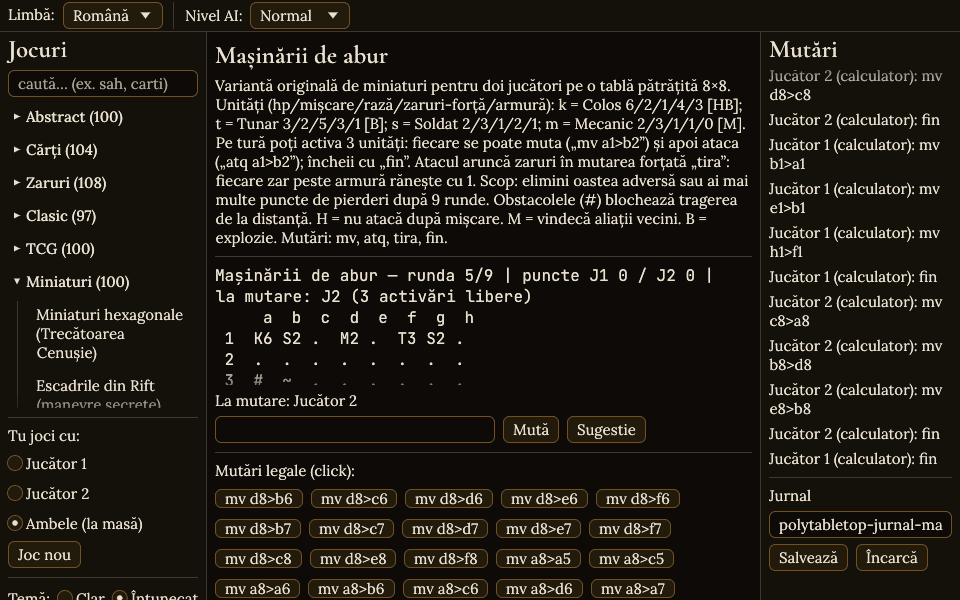 Limbă: Română Nivel AI: Normal
Jocuri
caută... (ex. sah, carti)
Abstract (100)
Cărți (104)
Zaruri (108)
Clasic (97)
TCG (100)
Miniaturi (100)
Miniaturi hexagonale
(Trecătoarea
Cenușie)
Escadrile din Rift
(manevre secrete)
Tu joci cu:
Jucător 1
Jucător 2
Ambele (la masă)
Joc nou
Temă: Clar Întunecat
Mașinării de abur
Variantă originală de miniaturi pentru doi jucători pe o tablă pătrățită 8×8.
Unități (hp/mișcare/rază/zaruri-forță/armură): k = Colos 6/2/1/4/3 [HB];
t = Tunar 3/2/5/3/1 [B]; s = Soldat 2/3/1/2/1; m = Mecanic 2/3/1/1/0 [M].
Pe tură poți activa 3 unități: fiecare se poate muta („mv a1>b2”) și apoi ataca
(„atq a1>b2”); închei cu „fin”. Atacul aruncă zaruri în mutarea forțată „tira”:
fiecare zar peste armură rănește cu 1. Scop: elimini oastea adversă sau ai mai
multe puncte de pierderi după 9 runde. Obstacolele (#) blochează tragerea
de la distanță. H = nu atacă după mișcare. M = vindecă aliații vecini. B =
explozie. Mutări: mv, atq, tira, fin.
Mașinării de abur — runda 5/9 | puncte J1 0 / J2 0 |
la mutare: J2 (3 activări libere)
a b c d e f g h
1 K6 S2 . M2 . T3 S2 .
2 . . . . . . . .
3 # ~ . . . . . .
La mutare: Jucător 2
Mută Sugestie
Mutări legale (click):
mv d8>b6 mv d8>c6 mv d8>d6 mv d8>e6 mv d8>f6
mv d8>b7 mv d8>c7 mv d8>d7 mv d8>e7 mv d8>f7
mv d8>c8 mv d8>e8 mv d8>f8 mv a8>a5 mv a8>c5
mv a8>a6 mv a8>b6 mv a8>c6 mv a8>d6 mv a8>a7
Mutări
Jucător 2 (calculator): mv
d8>c8
Jucător 2 (calculator): fin
Jucător 1 (calculator): mv
b1>a1
Jucător 1 (calculator): mv
e1>b1
Jucător 1 (calculator): mv
h1>f1
Jucător 1 (calculator): fin
Jucător 2 (calculator): mv
c8>a8
Jucător 2 (calculator): mv
b8>d8
Jucător 2 (calculator): mv
e8>b8
Jucător 2 (calculator): fin
Jucător 1 (calculator): fin
Jurnal
polytabletop-jurnal-ma
Salvează Încarcă